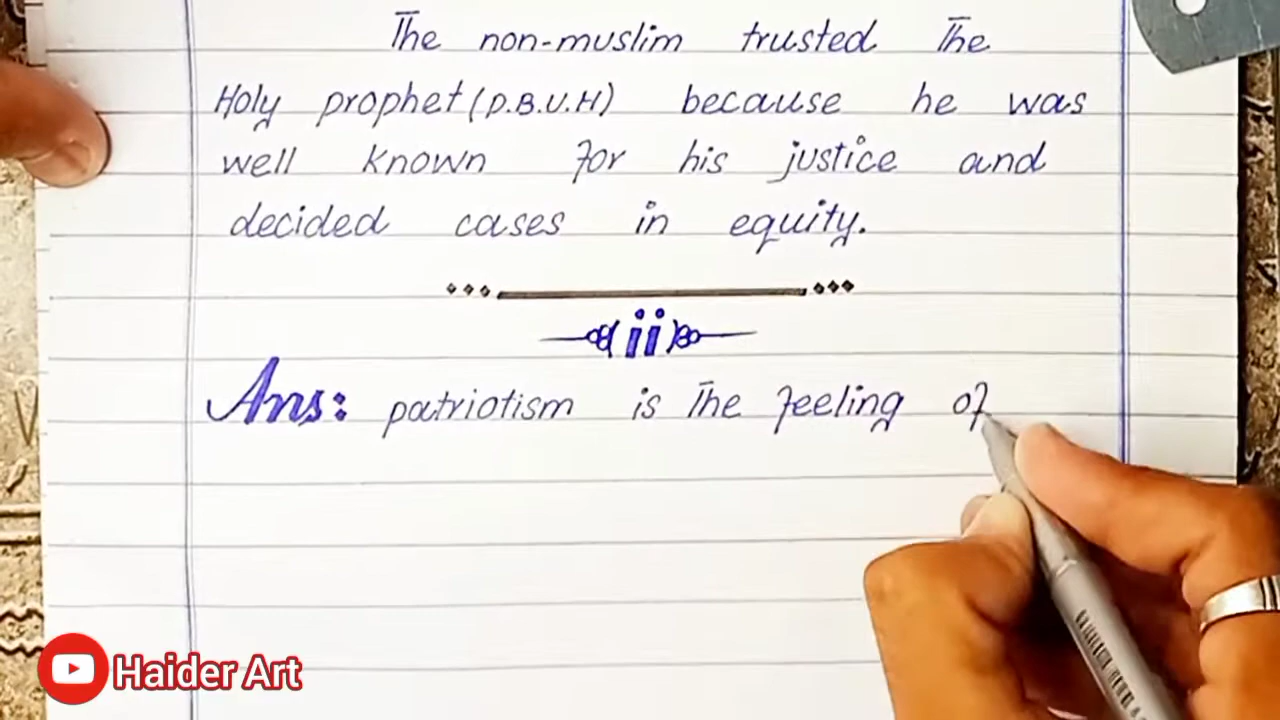 The non-muslim trusted The
Holy prophet (P.B.U.H) because he was
well known for his justice and
decided cases in equity.
(ii)
Ans: patriotism is The feeling of
Haider Art